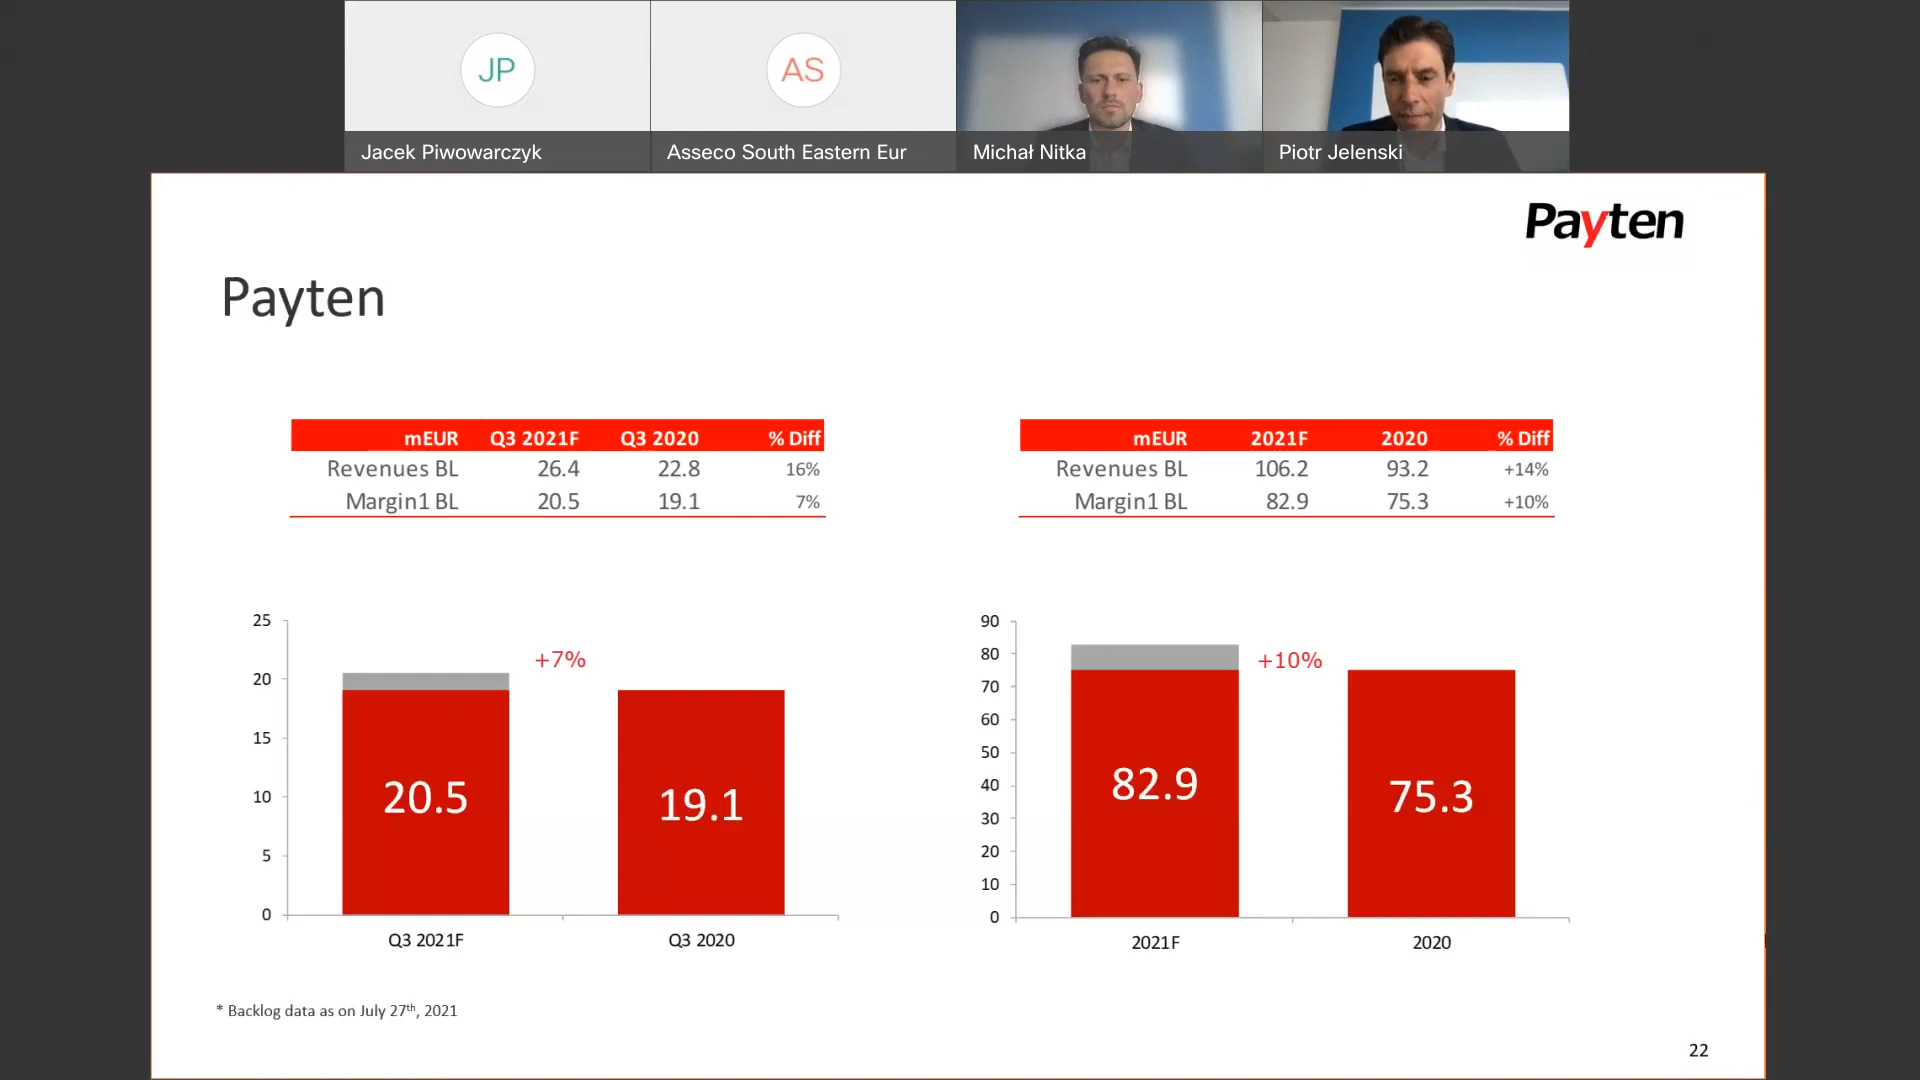 JP
AS
Jacek Piwowarczyk
Asseco South Eastern Eur
Michał Nitka
Piotr Jelenski
Payten
Payten
mEUR Q3 2021F Q3 2020 % Diff
Revenues BL 26.4 22.8 16%
Margin1 BL 20.5 19.1 7%
mEUR 2021F 2020 % Diff
Revenues BL 106.2 93.2 +14%
Margin1 BL 82.9 75.3 +10%
25
20
15
10
5
0
+7%
20.5
19.1
Q3 2021F
Q3 2020
90
80
70
60
50
40
30
20
10
0
+10%
82.9
75.3
2021F
2020
* Backlog data as on July 27th, 2021
22